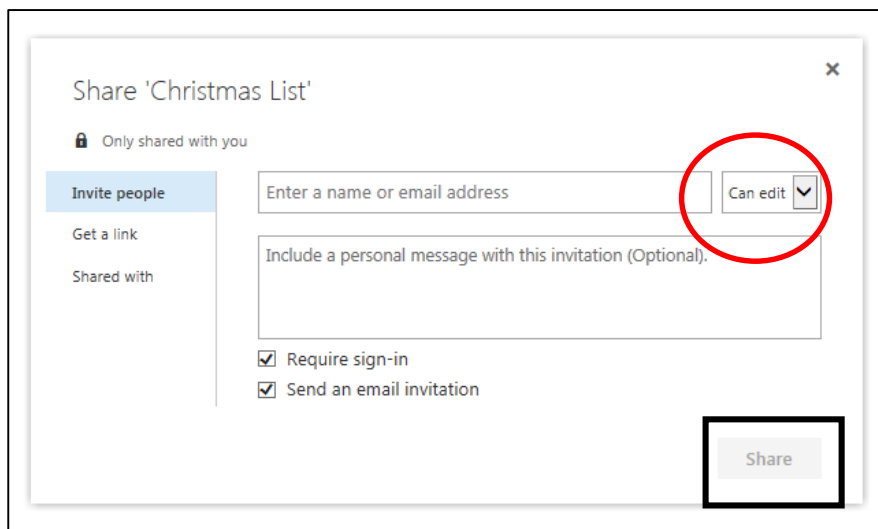 Share 'Christmas List'
Only shared with you
Invite people
Enter a name or email address
Can edit
Get a link
Include a personal message with this invitation (Optional).
Shared with
Require sign-in
Send an email invitation
Share